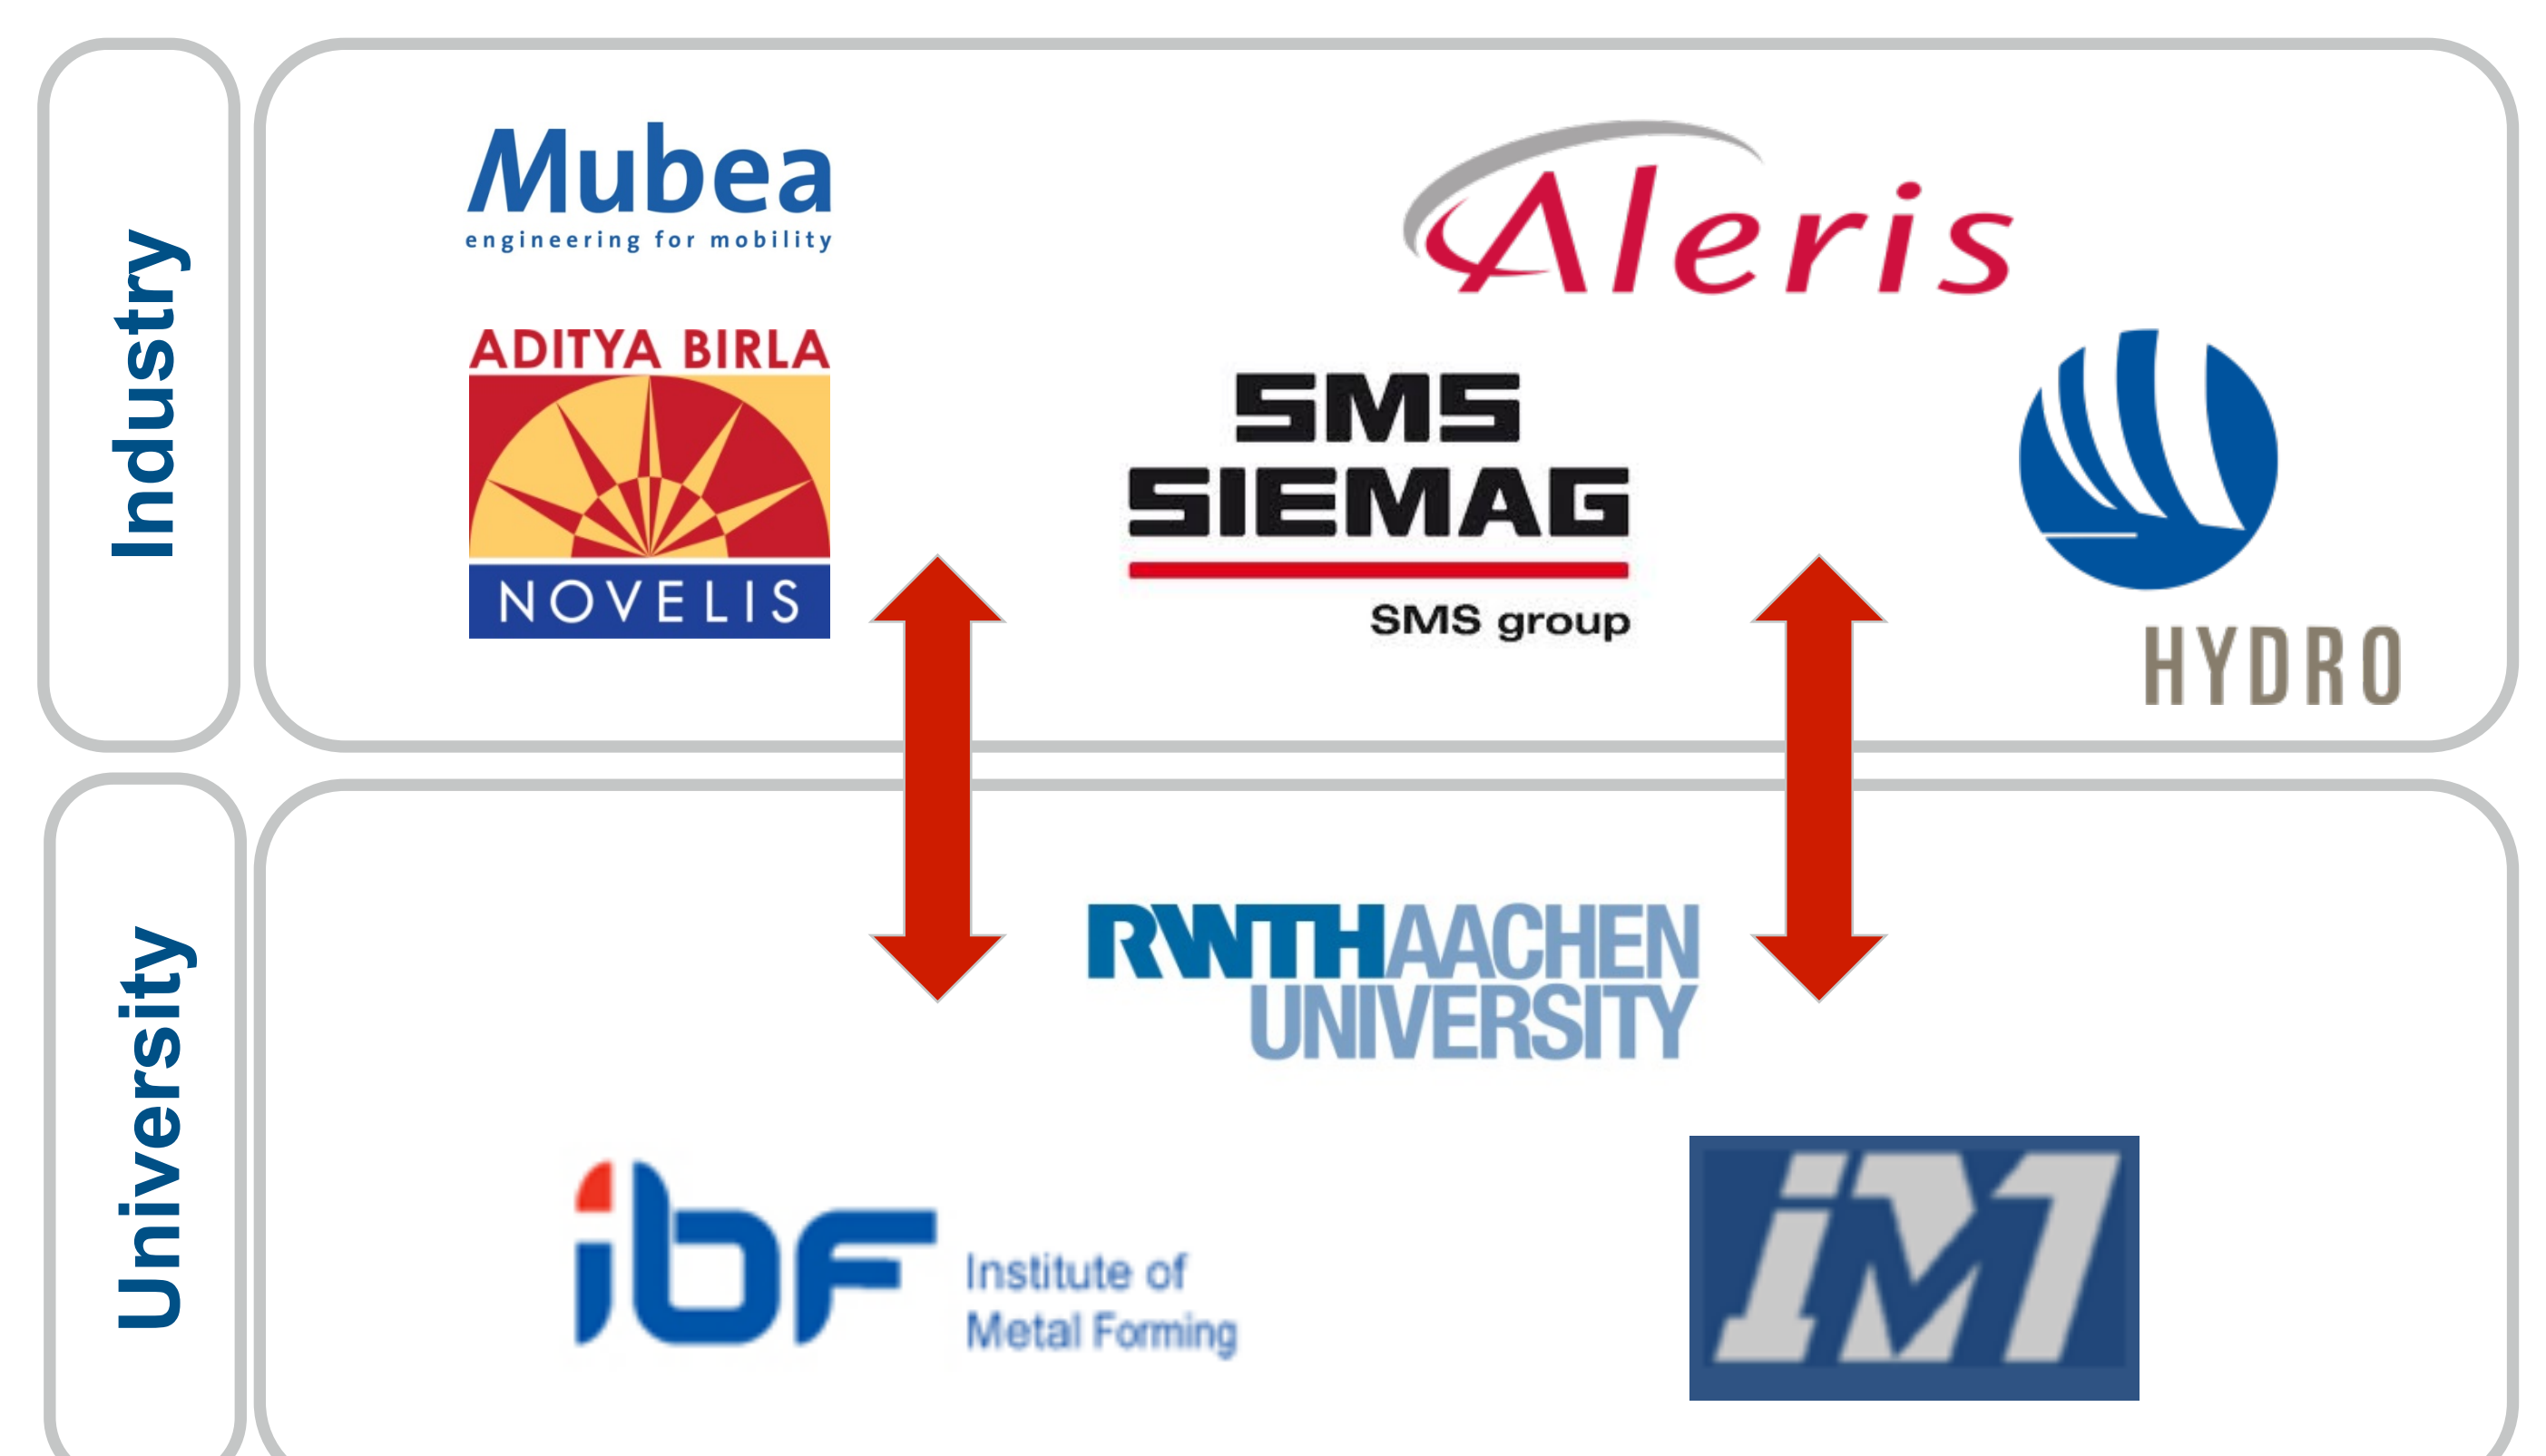 Industry
Mubea
engineering for mobility
Aleris
ADITYA BIRLA
NOVELIS
SMS
SIEMAG
SMS group
HYDRO
University
RWTHAACHEN
UNIVERSITY
ibf
Institute of
Metal Forming
iM